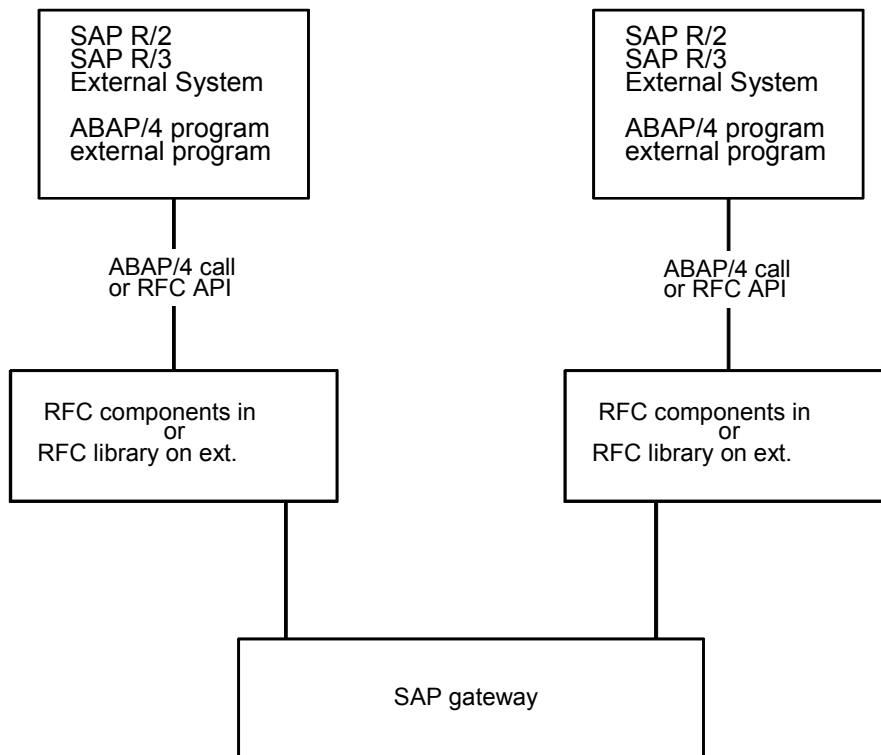 SAP R/2
SAP R/3
External System
ABAP/4 program
external program
SAP R/2
SAP R/3
External System
ABAP/4 program
external program
ABAP/4 call
or RFC API
ABAP/4 call
or RFC API
RFC components in
or
RFC library on ext.
RFC components in
or
RFC library on ext.
SAP gateway